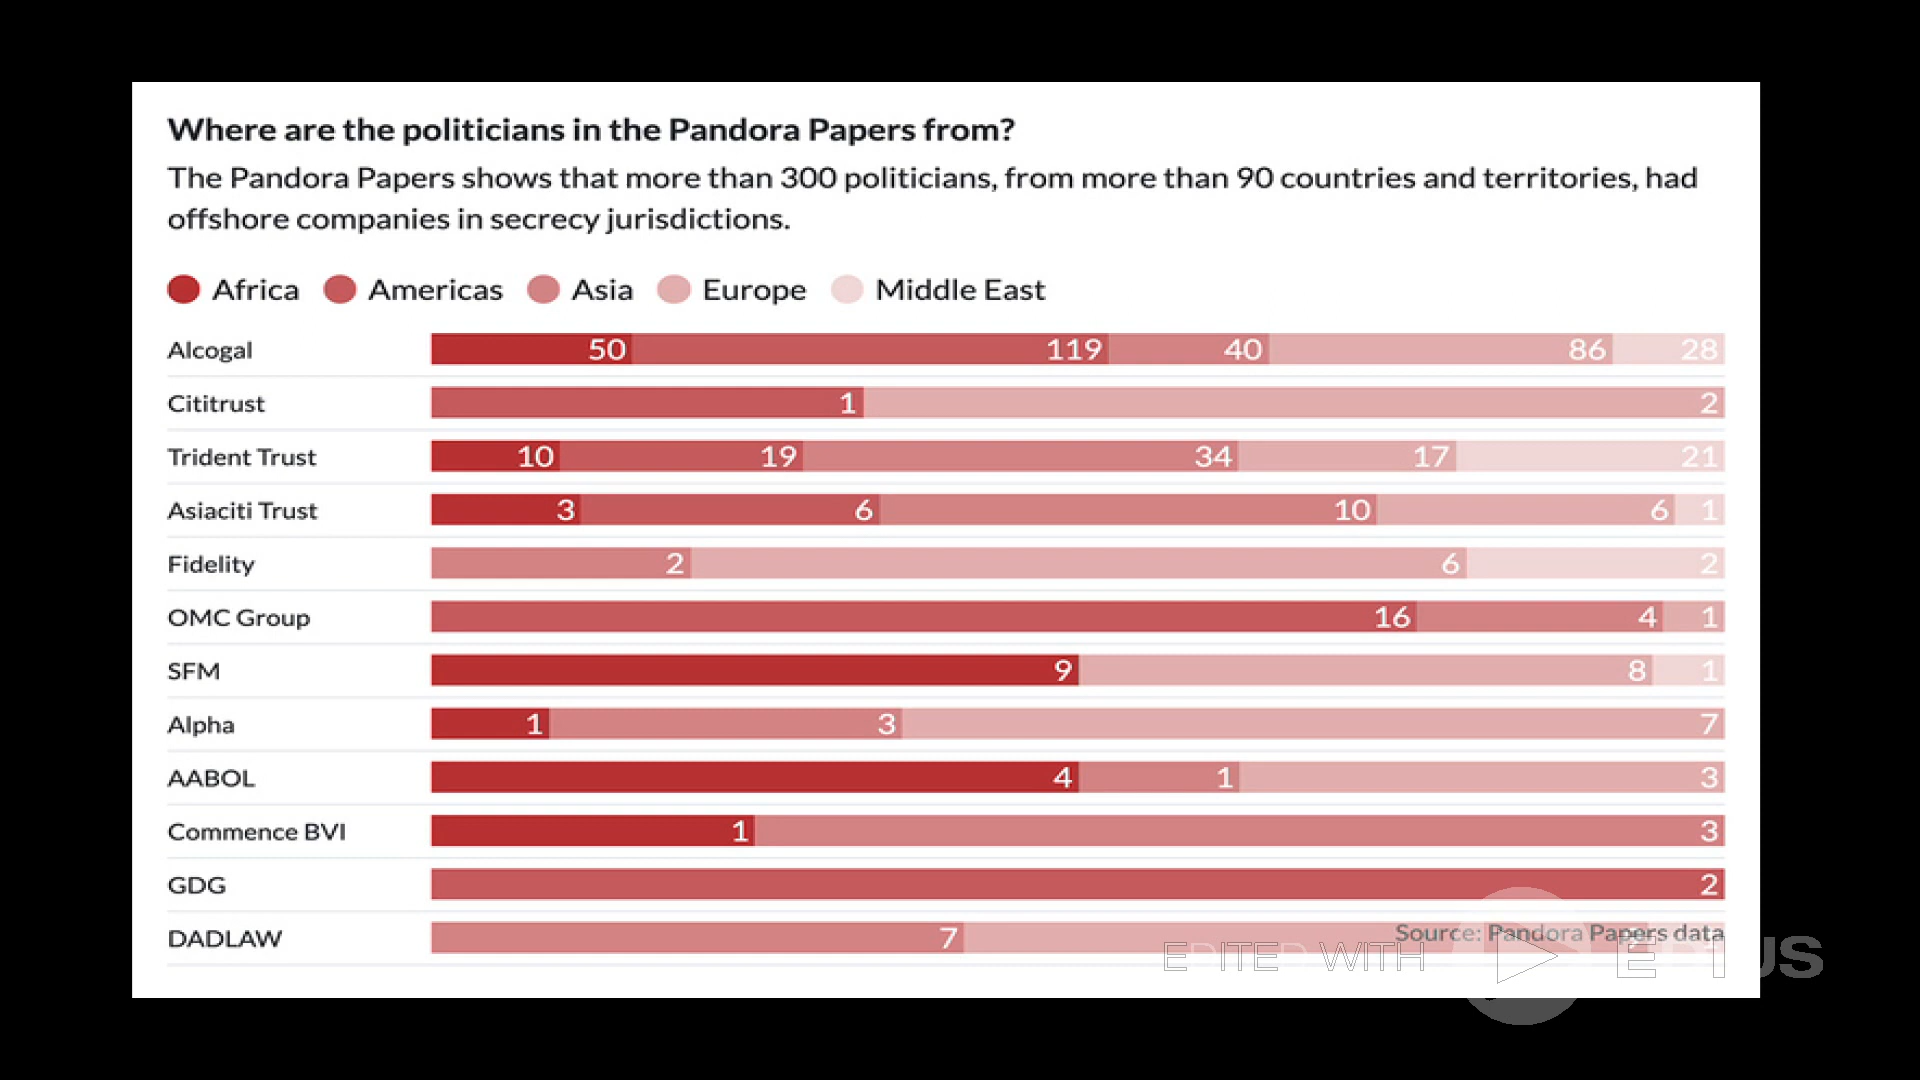 Where are the politicians in the Pandora Papers from?
The Pandora Papers shows that more than 300 politicians, from more than 90 countries and territories, had
offshore companies in secrecy jurisdictions.
Africa Americas Asia Europe Middle East
Alcogal 50 119 40 86 28
Cititrust 1 2
Trident Trust 10 19 34 17 21
Asiaciti Trust 3 6 10 6 1
Fidelity 2 6 2
OMC Group 16 4 1
SFM 9 8 1
Alpha 1 3 7
AABOL 4 1 3
Commence BVI 1 3
GDG 2
DADLAW 7
Source: Pandora Papers data
EDITED WITH